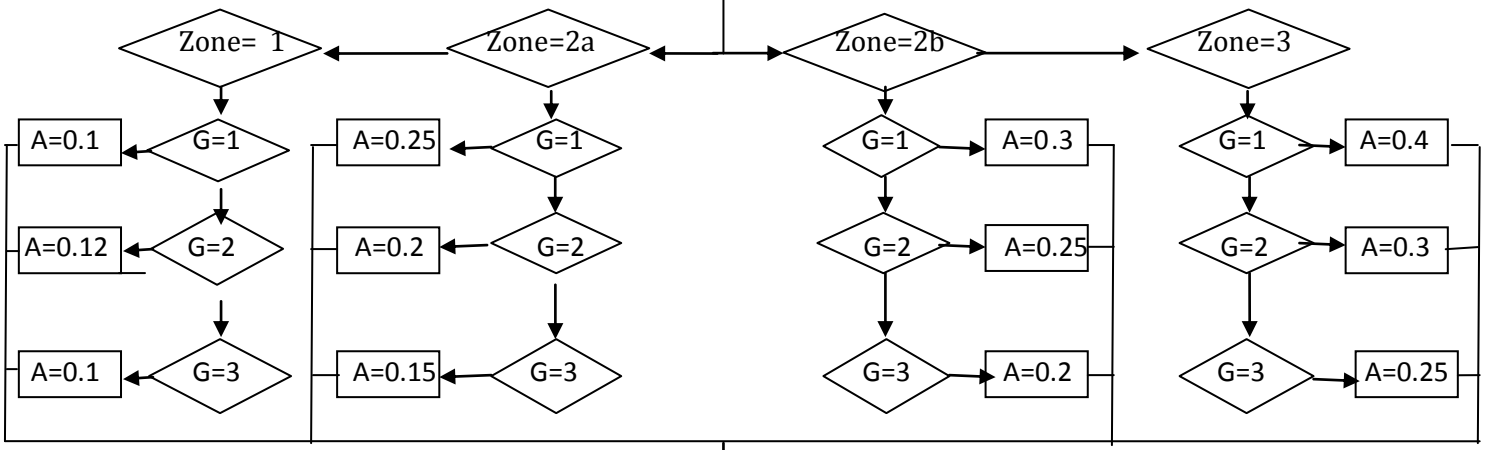 Zone= 1 Zone=2a Zone=2b Zone=3
A=0.1 G=1 A=0.25 G=1 G=1 A=0.3 G=1 A=0.4
A=0.12 G=2 A=0.2 G=2 G=2 A=0.25 G=2 A=0.3
A=0.1 G=3 A=0.15 G=3 G=3 A=0.2 G=3 A=0.25